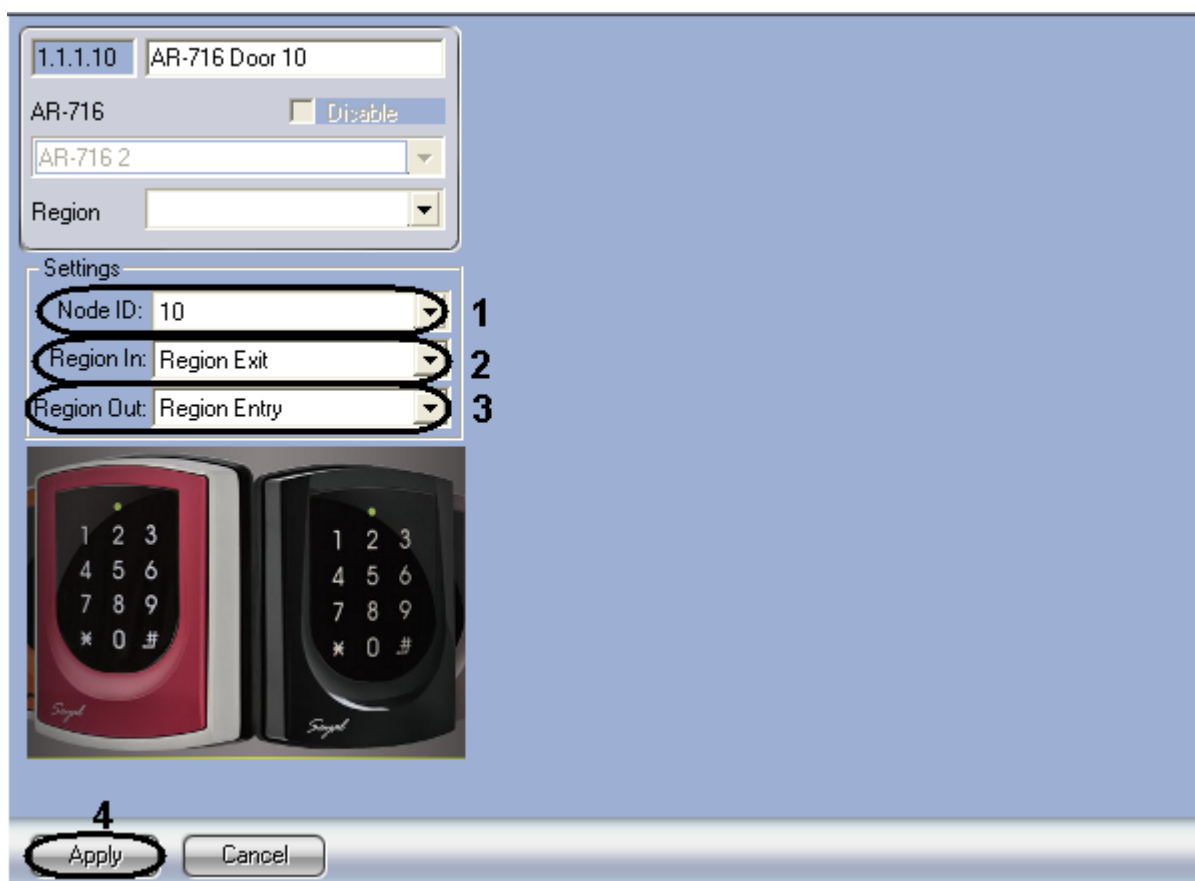 1.1.1.10 AR-716 Door 10
AR-716 Disable
AR-716 2
Region
Settings
Node ID: 10 1
Region In: Region Exit 2
Region Out: Region Entry 3
1 2 3 1 2 3
4 5 6 4 5 6
7 8 9 7 8 9
* 0 # * 0 #
Soyal Soyal
4
Apply Cancel